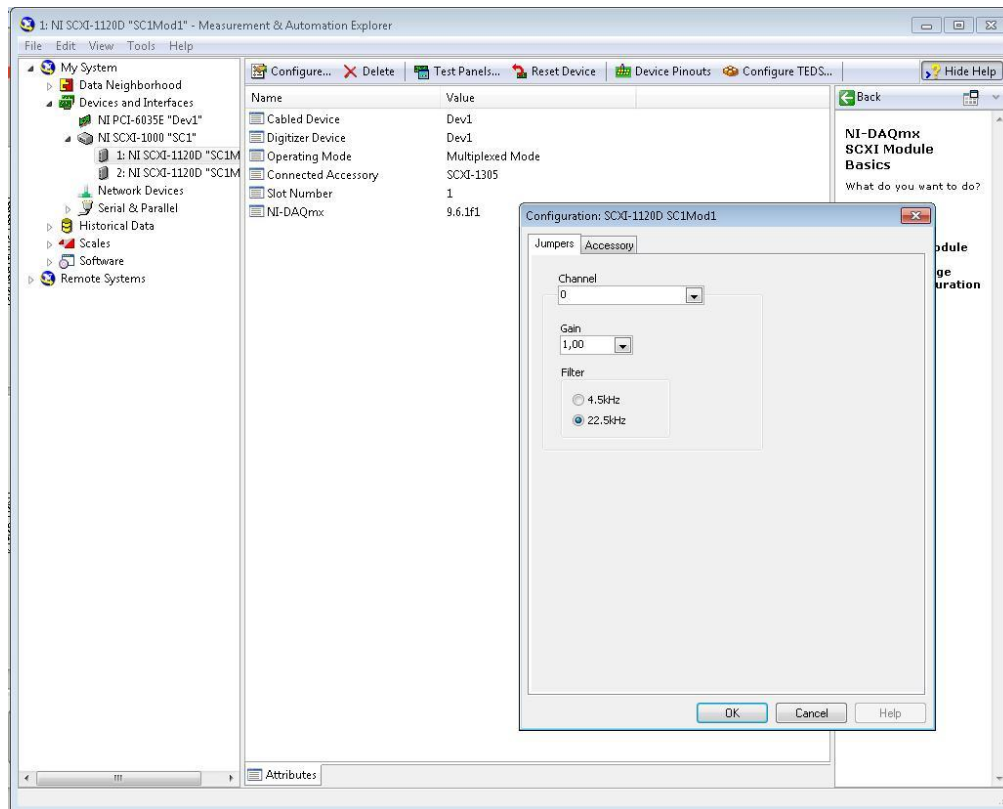 1: NI SCXI-1120D "SC1Mod1" - Measurement & Automation Explorer
File Edit View Tools Help
My System
Data Neighborhood
Devices and Interfaces
NI PCI-6035E "Dev1"
NI SCXI-1000 "SC1"
1: NI SCXI-1120D "SC1M
2: NI SCXI-1120D "SC1M
Network Devices
Serial & Parallel
Historical Data
Scales
Software
Remote Systems
Configure... Delete Test Panels... Reset Device Device Pinouts Configure TEDS... Hide Help
Name Value
Cabled Device Dev1
Digitizer Device Dev1
Operating Mode Multiplexed Mode
Connected Accessory SCXI-1305
Slot Number 1
NI-DAQmx 9.6.1f1
Attributes
Back
NI-DAQmx
SCXI Module
Basics
What do you want to do?
Configuration: SCXI-1120D SC1Mod1
Jumpers Accessory
Channel
0
Gain
1,00
Filter
4.5kHz
22.5kHz
OK Cancel Help